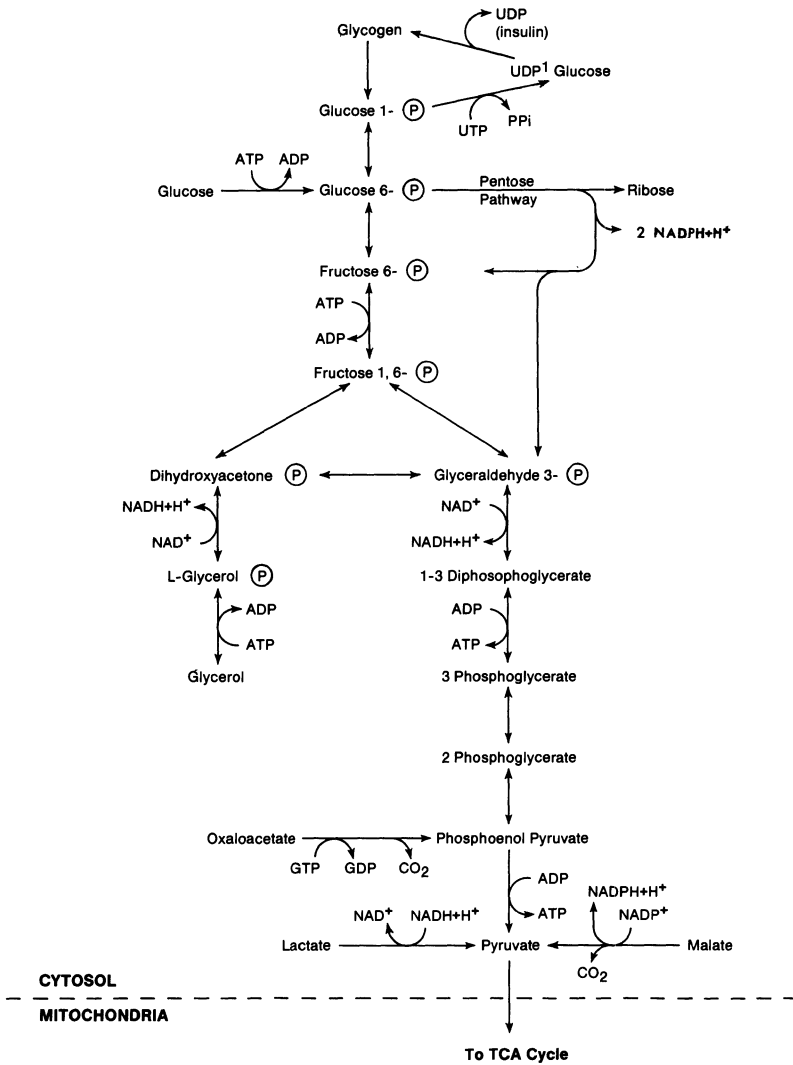 UDP
(insulin)
Glycogen
UDP1 Glucose
Glucose 1- P
UTP
PPi
ATP
ADP
Glucose
Glucose 6- P
Pentose
Pathway
Ribose
2 NADPH+H+
Fructose 6- P
ATP
ADP
Fructose 1, 6- P
Dihydroxyacetone P
Glyceraldehyde 3- P
NADH+H+
NAD+
NAD+
NADH+H+
L-Glycerol P
1-3 Diphosophoglycerate
ADP
ATP
ADP
ATP
Glycerol
3 Phosphoglycerate
2 Phosphoglycerate
Oxaloacetate
Phosphoenol Pyruvate
GTP
GDP
CO2
ADP
ATP
NADPH+H+
NADP+
NAD+
NADH+H+
Lactate
Pyruvate
Malate
CO2
CYTOSOL
MITOCHONDRIA
To TCA Cycle